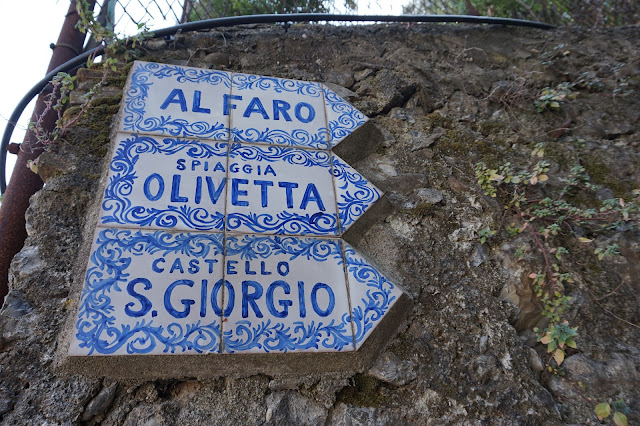 AL FARO
SPIAGGIA
OLIVETTA
CASTELLO
S. GIORGIO